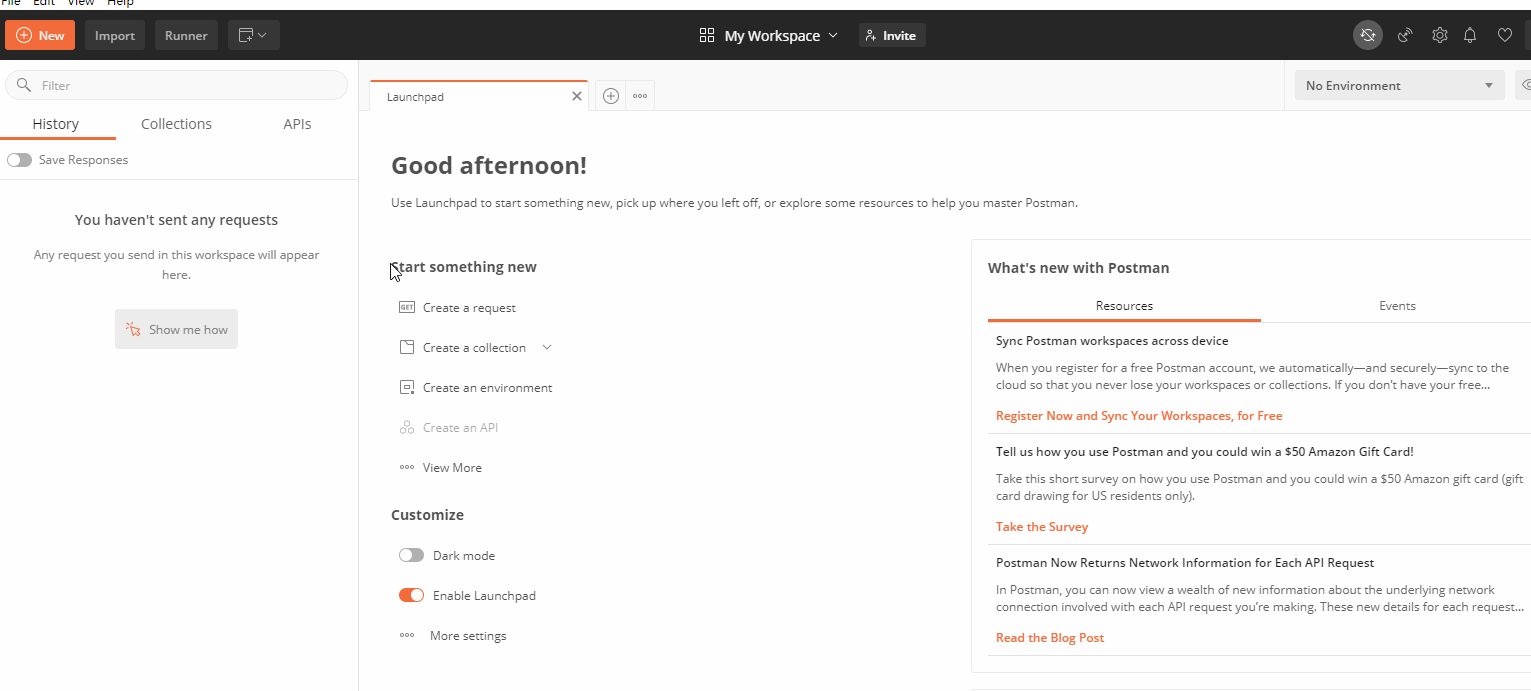 File Edit View Help
New Import Runner My Workspace Invite
Filter
History Collections APIs
Save Responses
You haven't sent any requests
Any request you send in this workspace will appear
here.
Show me how
Launchpad
No Environment
Good afternoon!
Use Launchpad to start something new, pick up where you left off, or explore some resources to help you master Postman.
Start something new
GET Create a request
Create a collection
Create an environment
Create an API
View More
Customize
Dark mode
Enable Launchpad
More settings
What's new with Postman
Resources Events
Sync Postman workspaces across device
When you register for a free Postman account, we automatically—and securely—sync to the
cloud so that you never lose your workspaces or collections. If you don’t have your free...
Register Now and Sync Your Workspaces, for Free
Tell us how you use Postman and you could win a $50 Amazon Gift Card!
Take this short survey on how you use Postman and you could win a $50 Amazon gift card (gift
card drawing for US residents only).
Take the Survey
Postman Now Returns Network Information for Each API Request
In Postman, you can now view a wealth of new information about the underlying network
connection involved with each API request you’re making. These new details for each request...
Read the Blog Post